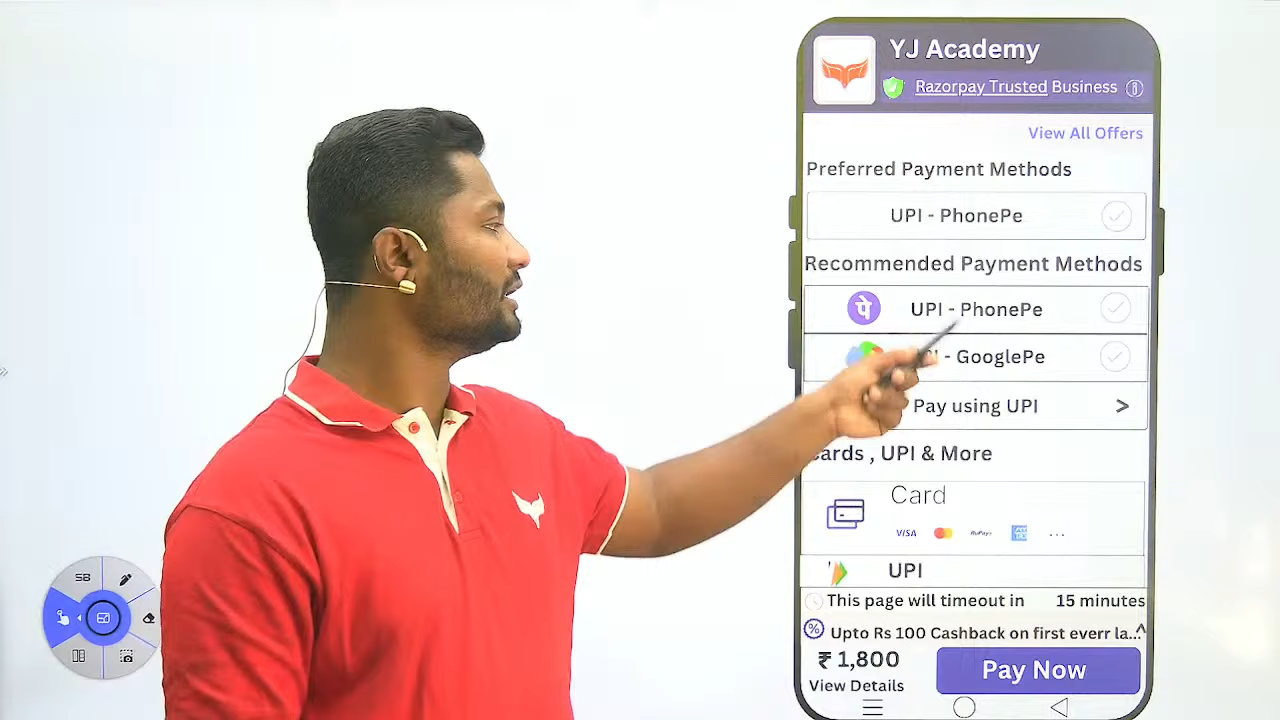 YJ Academy
Razorpay Trusted Business
View All Offers
Preferred Payment Methods
UPI - PhonePe
Recommended Payment Methods
पे UPI - PhonePe
- GooglePe
Pay using UPI
, UPI & More
Card
VISA RuPay ...
UPI
This page will timeout in 15 minutes
% Upto Rs 100 Cashback on first everr la...
₹ 1,800
View Details
Pay Now
SB